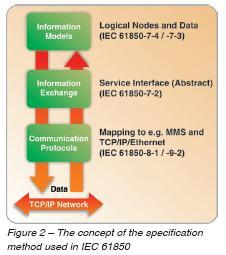 Information
Models
Logical Nodes and Data
(IEC 61850-7-4 / -7-3)
Information
Exchange
Service Interface (Abstract)
(IEC 61850-7-2)
Communication
Protocols
Mapping to e.g. MMS and
TCP/IP/Ethernet
(IEC 61850-8-1 / -9-2)
Data
TCP/IP Network
Figure 2 – The concept of the specification
method used in IEC 61850